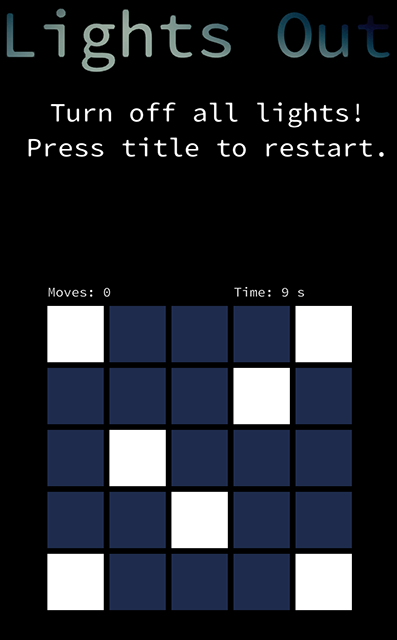 Lights Out
Turn off all lights!
Press title to restart.
Moves: 0
Time: 9 s